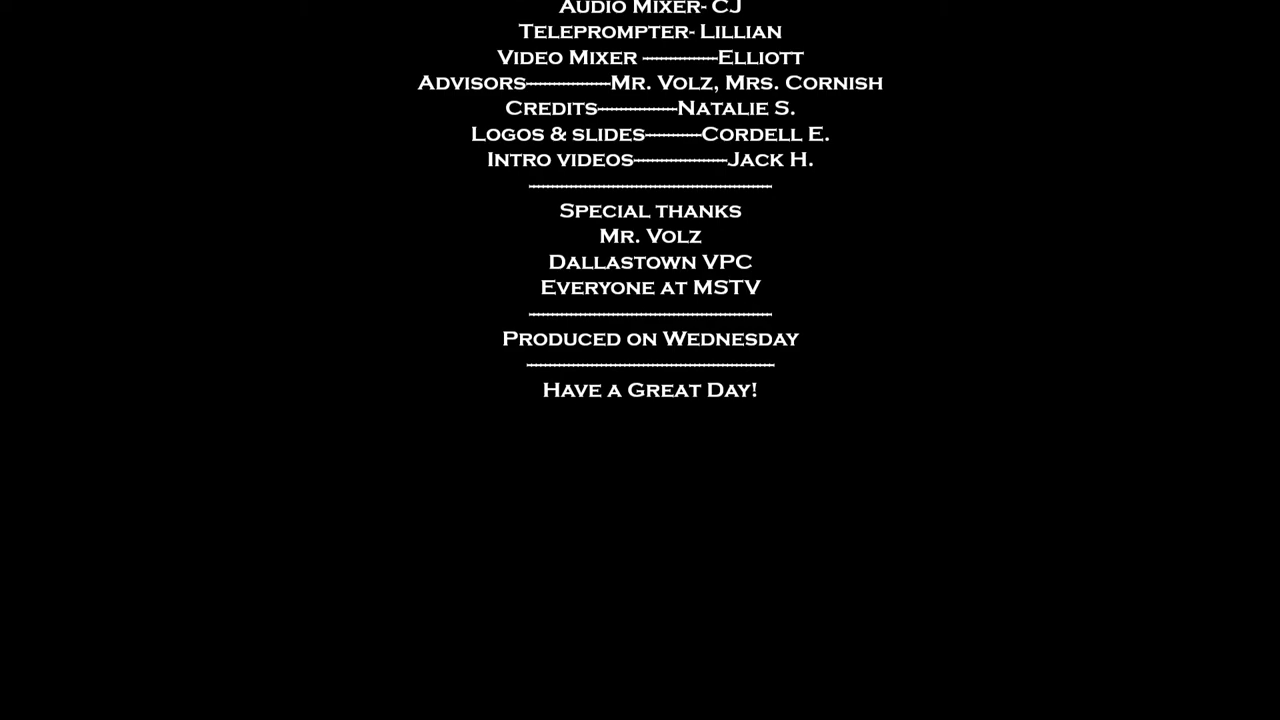 Audio Mixer- CJ
Teleprompter- Lillian
Video Mixer ----------------Elliott
Advisors------------------Mr. Volz, Mrs. Cornish
Credits-----------------Natalie S.
Logos & slides------------Cordell E.
Intro videos--------------------Jack H.
----------------------------------------------------
Special thanks
Mr. Volz
Dallastown VPC
Everyone at MSTV
----------------------------------------------------
Produced on Wednesday
-----------------------------------------------------
Have a Great Day!